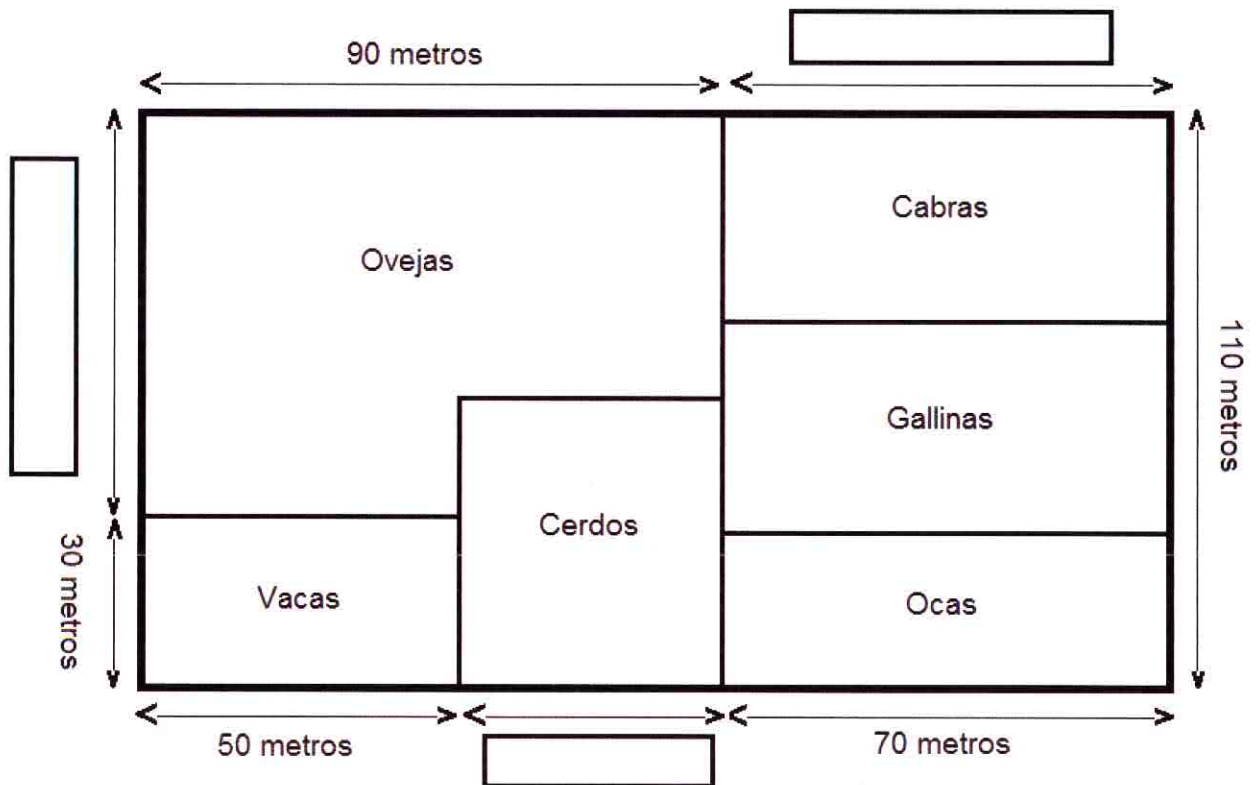 90 metros
Cabras
Ovejas
110 metros
Gallinas
Cerdos
30 metros
Vacas
Ocas
50 metros
70 metros